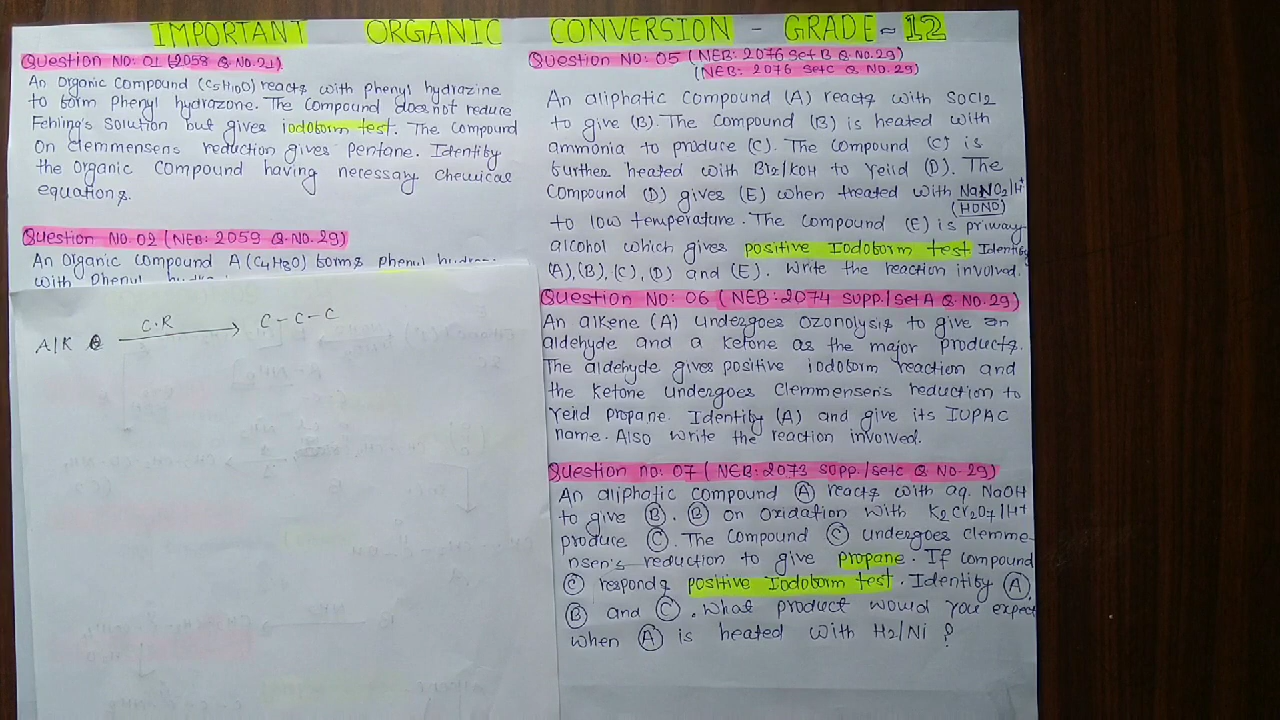 IMPORTANT ORGANIC CONVERSION - GRADE - 12
Question NO: 01 (2058 Q.NO.21)
An Organic Compound (C5H10O) reacts with phenyl hydrazine
to form Phenyl hydrazone. The Compound does not reduce
Fehling's solution but gives iodoform test. The Compound
On clemmensens reduction gives Pentane. Identify
the organic Compound having necessary chemical
equations.
Question NO. 02 (NEB: 2059 Q.NO.29)
An Organic Compound A (C4H8O) forms phenyl
with Phenyl
C.R
C - C - C
A/K
Question NO: 05 (NEB: 2076 Set B Q.NO.29)
(NEB: 2076 Set C Q.NO.29)
An aliphatic Compound (A) reacts with SOCl2
to give (B). The Compound (B) is heated with
ammonia to produce (C). The compound (C) is
further heated with Br2/KOH to Yeild (D). The
Compound (D) gives (E) when treated with NaNO2/H+
(HONO)
to low temperature. The compound (E) is primary
alcohol which gives positive Iodoform test Identify
(A), (B), (C), (D) and (E). Write the reaction involved.
Question NO: 06 (NEB: 2074 Supp./Set A Q.NO.29)
An alkene (A) Undergoes Ozonolysis to give an
aldehyde and a Ketone as the major products.
The aldehyde gives positive iodoform reaction and
the Ketone undergoes Clemmensen's reduction to
Yeild propane. Identify (A) and give its IUPAC
name. Also Write the reaction involved.
Question no: 07 (NEB: 2073 Supp./Set C Q NO.29)
An aliphatic Compound (A) reacts with aq. NaOH
to give (B). (B) on Oxidation with K2Cr2O7/H+
produce (C). The Compound (C) undergoes Clemme-
nsen's reduction to give propane. If compound
(C) responds positive Iodoform test. Identify (A),
(B) and (C). What product would you expect
when (A) is heated with H2/Ni ?